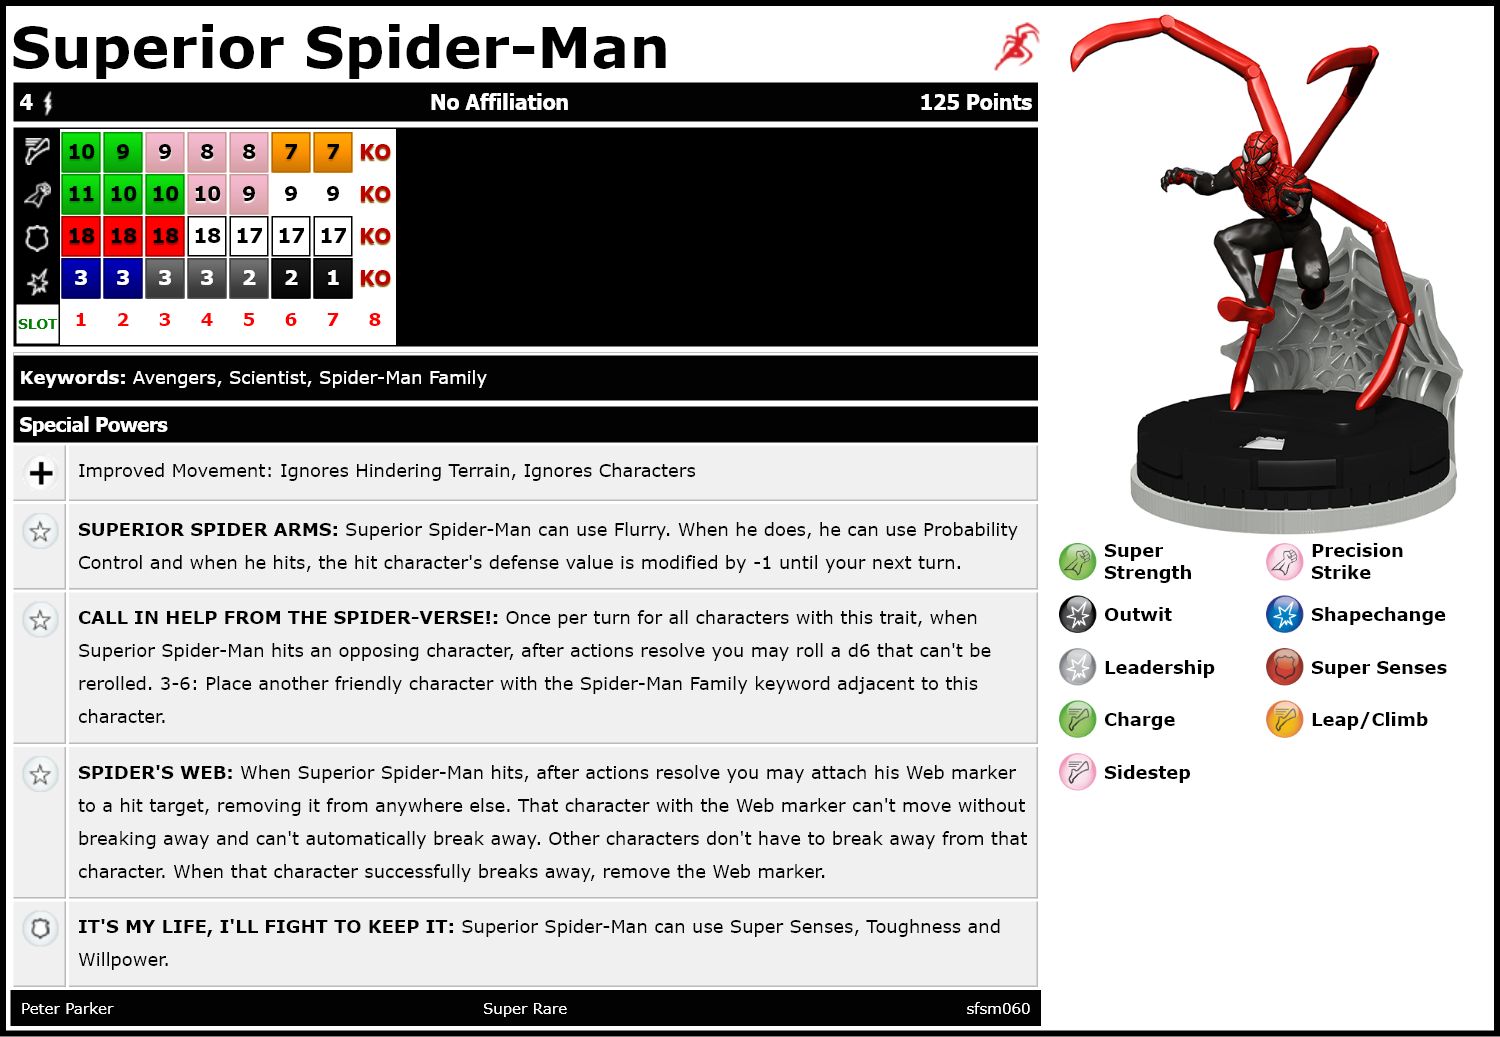 Superior Spider-Man
4 No Affiliation 125 Points
10 9 9 8 8 7 7 KO
11 10 10 10 9 9 9 KO
18 18 18 18 17 17 17 KO
3 3 3 3 2 2 1 KO
SLOT 1 2 3 4 5 6 7 8
Keywords: Avengers, Scientist, Spider-Man Family
Special Powers
Improved Movement: Ignores Hindering Terrain, Ignores Characters
SUPERIOR SPIDER ARMS: Superior Spider-Man can use Flurry. When he does, he can use Probability
Control and when he hits, the hit character's defense value is modified by -1 until your next turn.
CALL IN HELP FROM THE SPIDER-VERSE!: Once per turn for all characters with this trait, when
Superior Spider-Man hits an opposing character, after actions resolve you may roll a d6 that can't be
rerolled. 3-6: Place another friendly character with the Spider-Man Family keyword adjacent to this
character.
SPIDER'S WEB: When Superior Spider-Man hits, after actions resolve you may attach his Web marker
to a hit target, removing it from anywhere else. That character with the Web marker can't move without
breaking away and can't automatically break away. Other characters don't have to break away from that
character. When that character successfully breaks away, remove the Web marker.
IT'S MY LIFE, I'LL FIGHT TO KEEP IT: Superior Spider-Man can use Super Senses, Toughness and
Willpower.
Peter Parker Super Rare sfsm060
Super
Strength
Precision
Strike
Outwit
Shapechange
Leadership
Super Senses
Charge
Leap/Climb
Sidestep